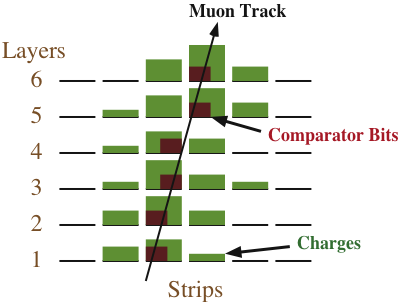 Muon Track
Layers
6
5
Comparator Bits
4
3
2
Charges
1
Strips